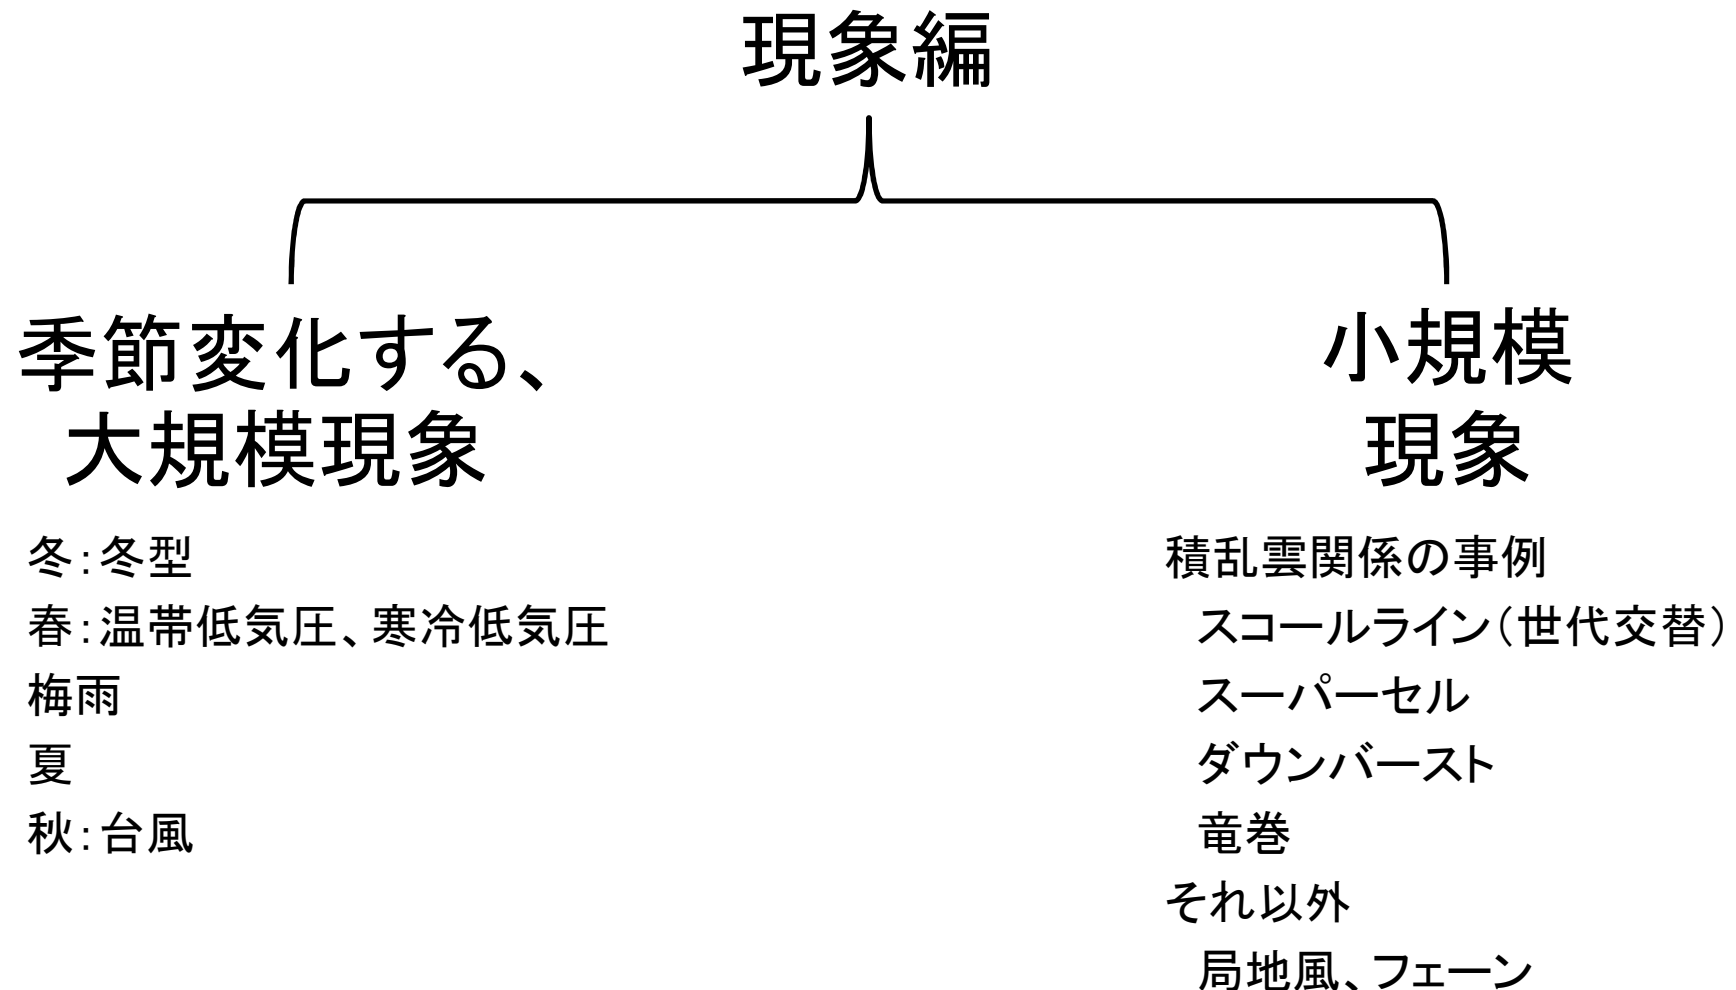 現象編
季節変化する、
大規模現象
冬:冬型
春:温帯低気圧、寒冷低気圧
梅雨
夏
秋:台風
小規模
現象
積乱雲関係の事例
スコールライン(世代交替)
スーパーセル
ダウンバースト
竜巻
それ以外
局地風、フェーン